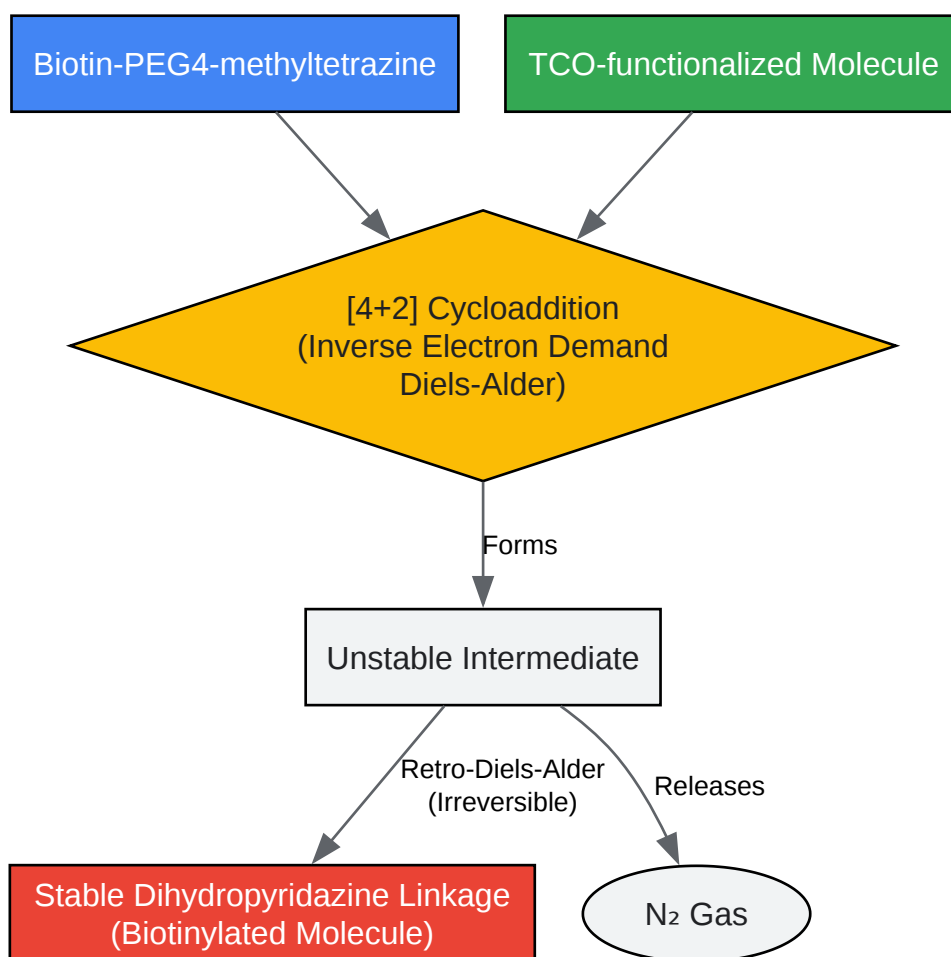 Biotin-PEG4-methyltetrazine
TCO-functionalized Molecule
[4+2] Cycloaddition
(Inverse Electron Demand
Diels-Alder)
Forms
Unstable Intermediate
Retro-Diels-Alder
(Irreversible)
Releases
Stable Dihydropyridazine Linkage
(Biotinylated Molecule)
N₂ Gas